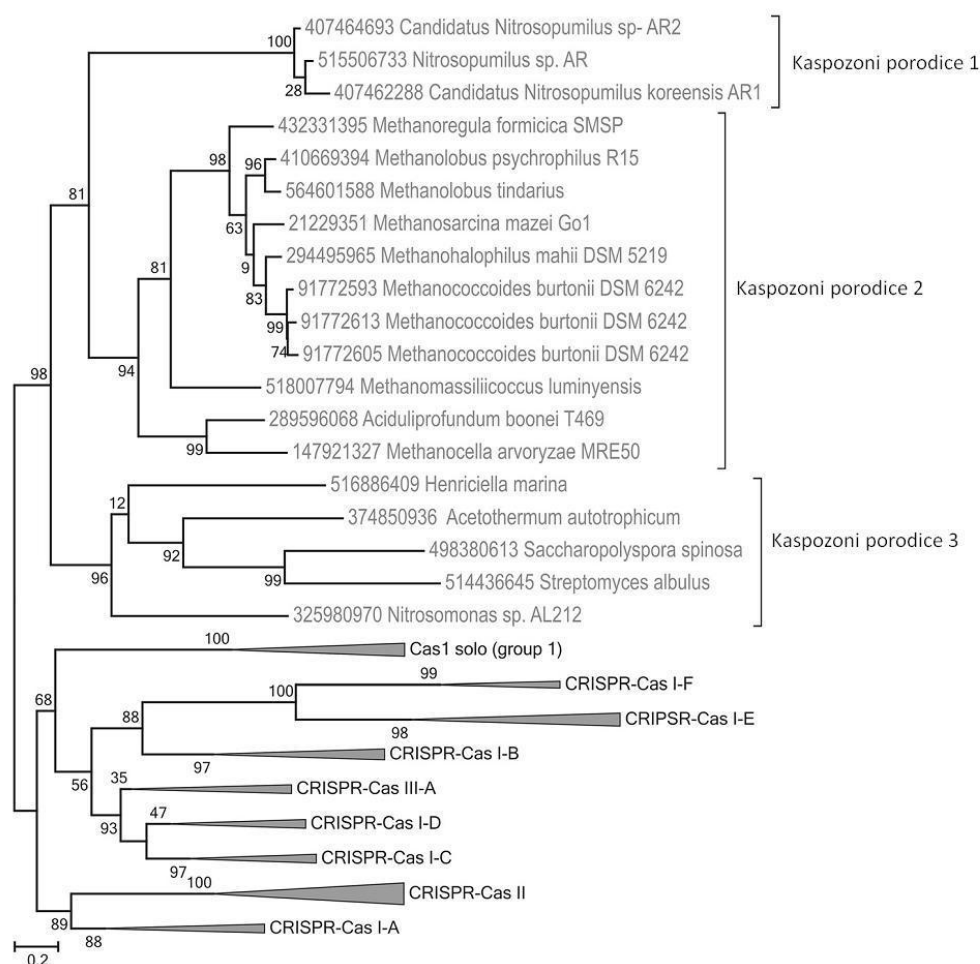 407464693 Candidatus Nitrosopumilus sp- AR2
100
515506733 Nitrosopumilus sp. AR
Kaspozoni porodice 1
28
407462288 Candidatus Nitrosopumilus koreensis AR1
432331395 Methanoregula formicica SMSP
98
96
410669394 Methanolobus psychrophilus R15
564601588 Methanolobus tindarius
81
63
21229351 Methanosarcina mazei Go1
294495965 Methanohalophilus mahii DSM 5219
81
9
83
91772593 Methanococcoides burtonii DSM 6242
Kaspozoni porodice 2
99
91772613 Methanococcoides burtonii DSM 6242
74
91772605 Methanococcoides burtonii DSM 6242
98
94
518007794 Methanomassiliicoccus luminyensis
289596068 Aciduliprofundum boonei T469
99
147921327 Methanocella arvoryzae MRE50
516886409 Henriciella marina
12
374850936 Acetothermum autotrophicum
Kaspozoni porodice 3
92
498380613 Saccharopolyspora spinosa
96
99
514436645 Streptomyces albulus
325980970 Nitrosomonas sp. AL212
100
Cas1 solo (group 1)
99
CRISPR-Cas I-F
68
100
88
CRIPSR-Cas I-E
98
CRISPR-Cas I-B
97
56
35
CRISPR-Cas III-A
93
47
CRISPR-Cas I-D
CRISPR-Cas I-C
97
100
CRISPR-Cas II
89
88
CRISPR-Cas I-A
0.2